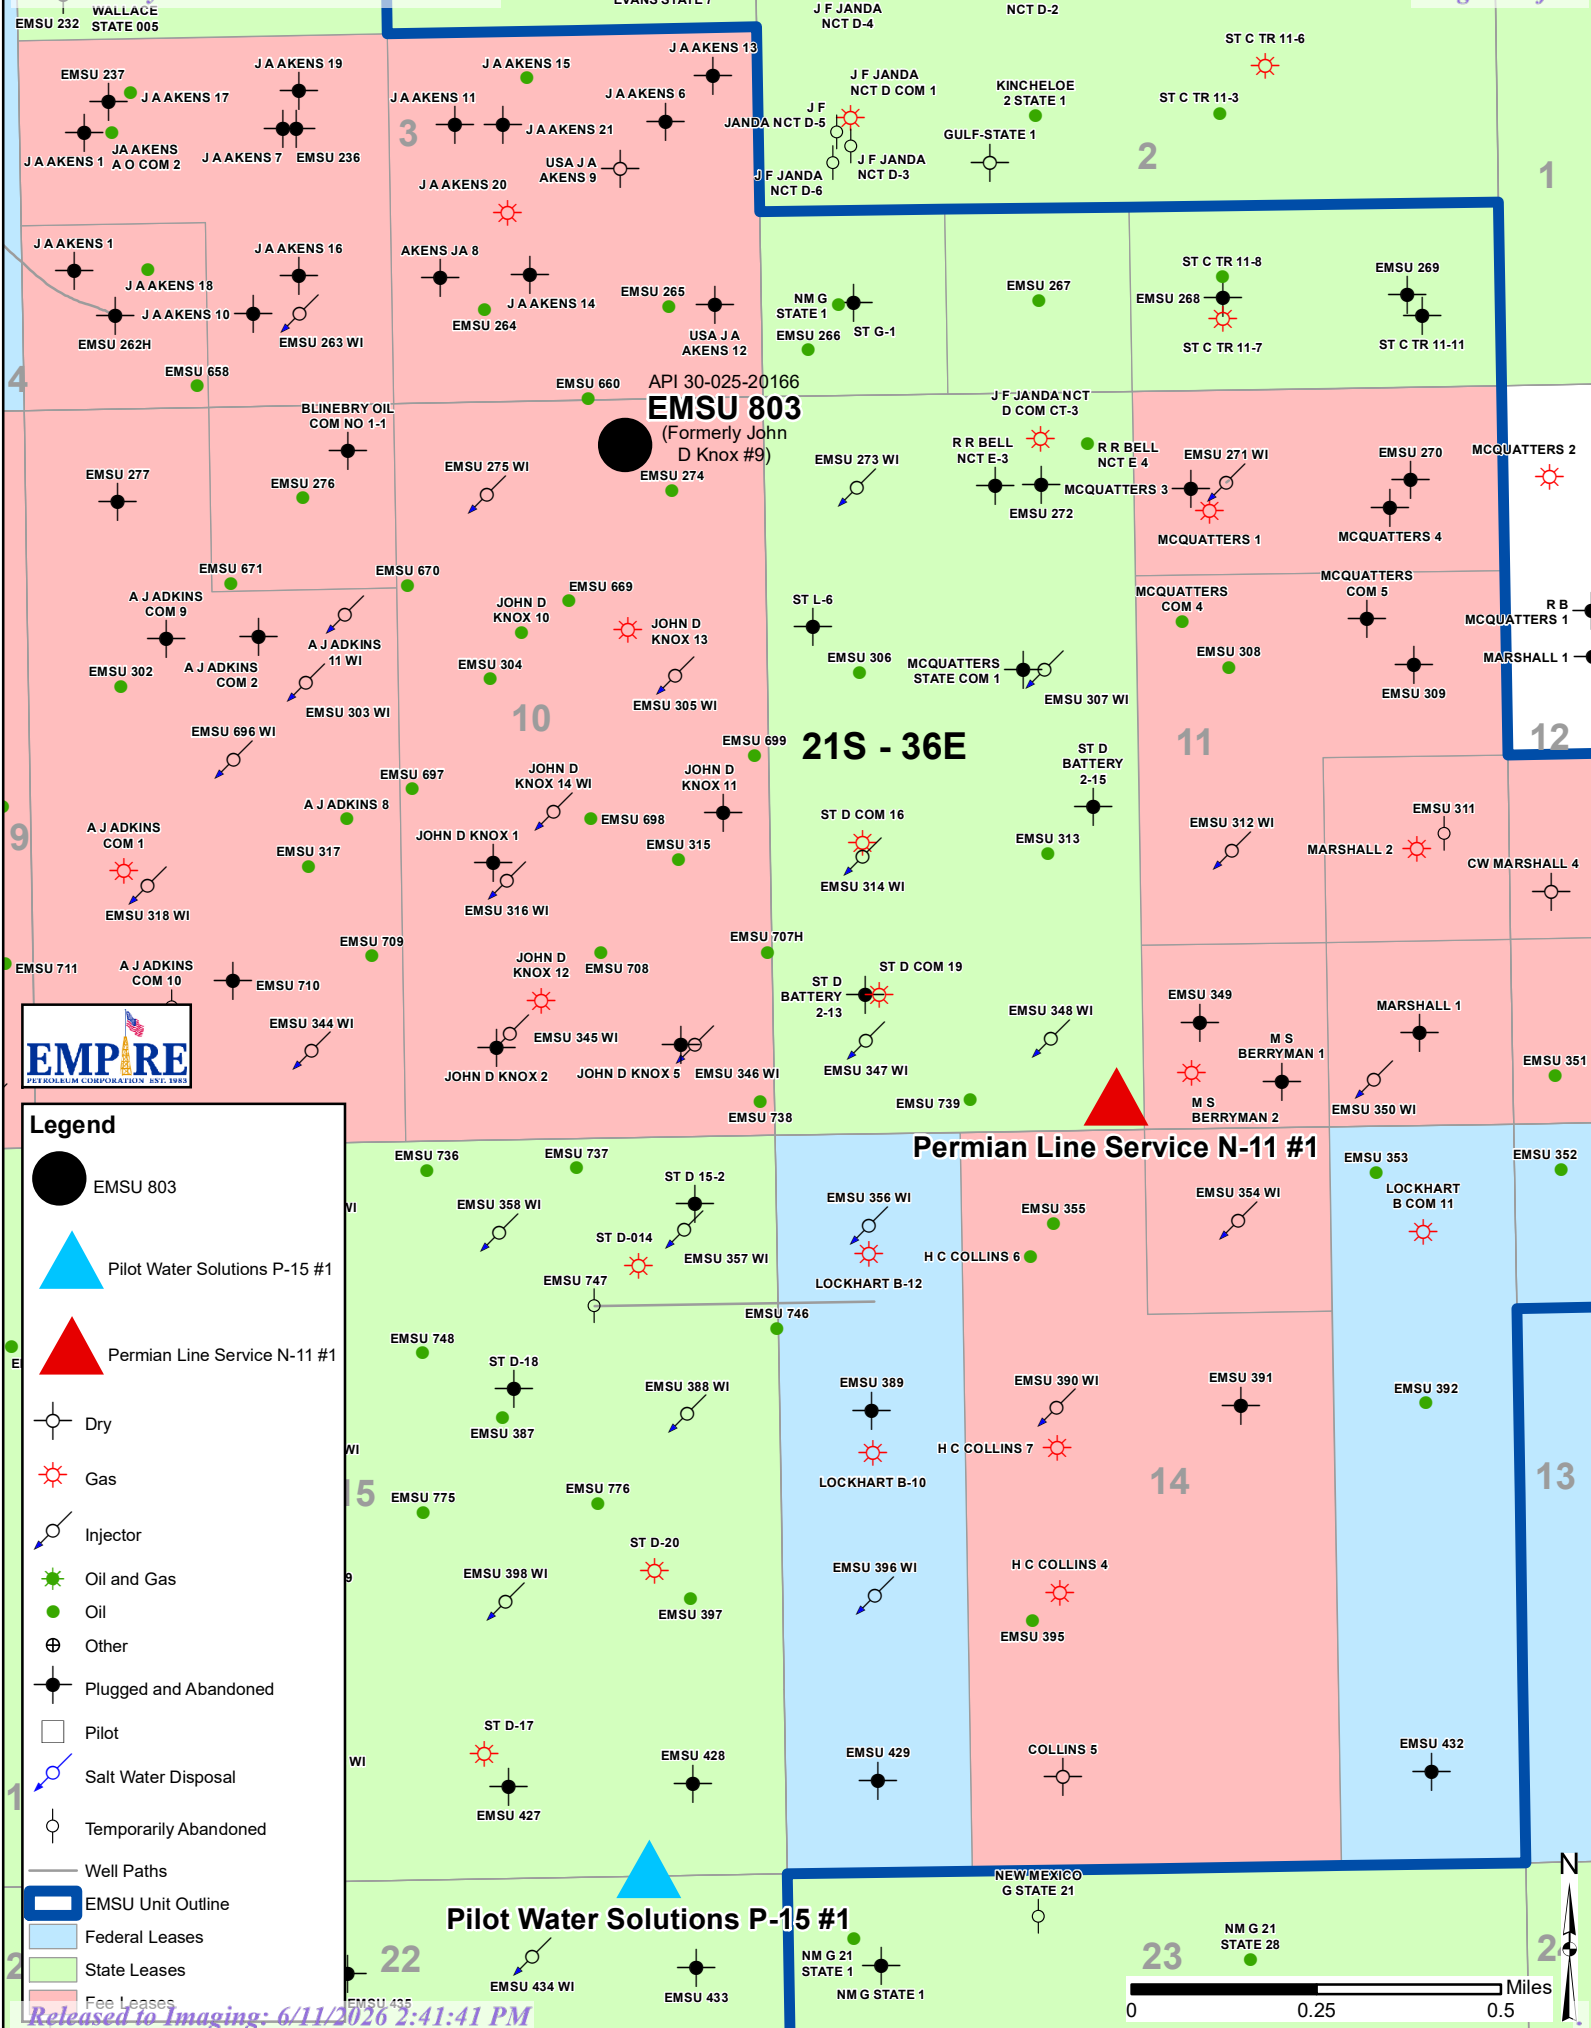 EMSU 232
WALLACE
STATE 005
EVANS STATE 7
J F JANDA
NCT D-4
NCT D-2
EMSU 237
J A AKENS 17
J A AKENS 1
JA AKENS
A O COM 2
J A AKENS 19
J A AKENS 7
EMSU 236
3
J A AKENS 13
J A AKENS 15
J A AKENS 11
J A AKENS 21
J A AKENS 6
USA J A
AKENS 9
J A AKENS 20
J F JANDA
NCT D COM 1
J F
JANDA NCT D-5
J F JANDA
NCT D-3
J F JANDA
NCT D-6
KINCHELOE
2 STATE 1
GULF-STATE 1
ST C TR 11-6
ST C TR 11-3
2
1
J A AKENS 1
J A AKENS 18
J A AKENS 10
EMSU 262H
J A AKENS 16
EMSU 263 WI
EMSU 658
4
AKENS JA 8
J A AKENS 14
EMSU 264
EMSU 265
USA J A
AKENS 12
NM G
STATE 1
ST G-1
EMSU 266
EMSU 267
ST C TR 11-8
EMSU 268
ST C TR 11-7
EMSU 269
ST C TR 11-11
EMSU 660
API 30-025-20166
EMSU 803
(Formerly John
D Knox #9)
BLINEBRY OIL
COM NO 1-1
EMSU 277
EMSU 276
EMSU 275 WI
EMSU 274
EMSU 273 WI
J F JANDA NCT
D COM CT-3
R R BELL
NCT E-3
R R BELL
NCT E 4
EMSU 272
MCQUATTERS 3
EMSU 271 WI
MCQUATTERS 1
EMSU 270
MCQUATTERS 4
MCQUATTERS 2
EMSU 671
EMSU 670
A J ADKINS
COM 9
A J ADKINS
COM 2
A J ADKINS
11 WI
EMSU 302
EMSU 303 WI
EMSU 669
JOHN D
KNOX 10
JOHN D
KNOX 13
EMSU 304
EMSU 305 WI
10
ST L-6
EMSU 306
MCQUATTERS
STATE COM 1
EMSU 307 WI
MCQUATTERS
COM 4
EMSU 308
MCQUATTERS
COM 5
EMSU 309
R B
MCQUATTERS 1
MARSHALL 1
11
12
21S - 36E
EMSU 696 WI
EMSU 697
A J ADKINS 8
EMSU 699
JOHN D
KNOX 14 WI
JOHN D
KNOX 11
EMSU 698
ST D
BATTERY
2-15
9
A J ADKINS
COM 1
EMSU 317
EMSU 318 WI
JOHN D KNOX 1
EMSU 316 WI
EMSU 315
ST D COM 16
EMSU 314 WI
EMSU 313
EMSU 312 WI
EMSU 311
MARSHALL 2
CW MARSHALL 4
EMSU 711
A J ADKINS
COM 10
EMSU 710
EMSU 709
EMSU 344 WI
JOHN D
KNOX 12
EMSU 708
EMSU 707H
EMSU 345 WI
JOHN D KNOX 2
JOHN D KNOX 5
EMSU 346 WI
EMSU 738
ST D COM 19
ST D
BATTERY
2-13
EMSU 347 WI
EMSU 348 WI
EMSU 739
EMSU 349
M S
BERRYMAN 1
M S
BERRYMAN 2
MARSHALL 1
EMSU 350 WI
EMSU 351
Permian Line Service N-11 #1
EMPIRE
PETROLEUM CORPORATION EST. 1983
Legend
EMSU 803
Pilot Water Solutions P-15 #1
Permian Line Service N-11 #1
Dry
Gas
Injector
Oil and Gas
Oil
Other
Plugged and Abandoned
Pilot
Salt Water Disposal
Temporarily Abandoned
Well Paths
EMSU Unit Outline
Federal Leases
State Leases
Fee Leases
EMSU 736
EMSU 737
EMSU 358 WI
ST D 15-2
ST D-014
EMSU 357 WI
EMSU 747
EMSU 746
EMSU 356 WI
LOCKHART B-12
EMSU 355
H C COLLINS 6
EMSU 354 WI
EMSU 353
LOCKHART
B COM 11
EMSU 352
WI
EMSU 748
ST D-18
EMSU 387
EMSU 388 WI
EMSU 389
LOCKHART B-10
EMSU 390 WI
H C COLLINS 7
EMSU 391
EMSU 392
WI
15
14
13
EMSU 775
EMSU 776
ST D-20
EMSU 398 WI
EMSU 397
EMSU 396 WI
H C COLLINS 4
EMSU 395
9
WI
ST D-17
EMSU 427
EMSU 428
EMSU 429
COLLINS 5
EMSU 432
1
Pilot Water Solutions P-15 #1
NEW MEXICO
G STATE 21
2
22
EMSU 435
EMSU 434 WI
EMSU 433
NM G 21
STATE 1
NM G STATE 1
23
NM G 21
STATE 28
2
N
Miles
0
0.25
0.5
Released to Imaging: 6/11/2026 2:41:41 PM